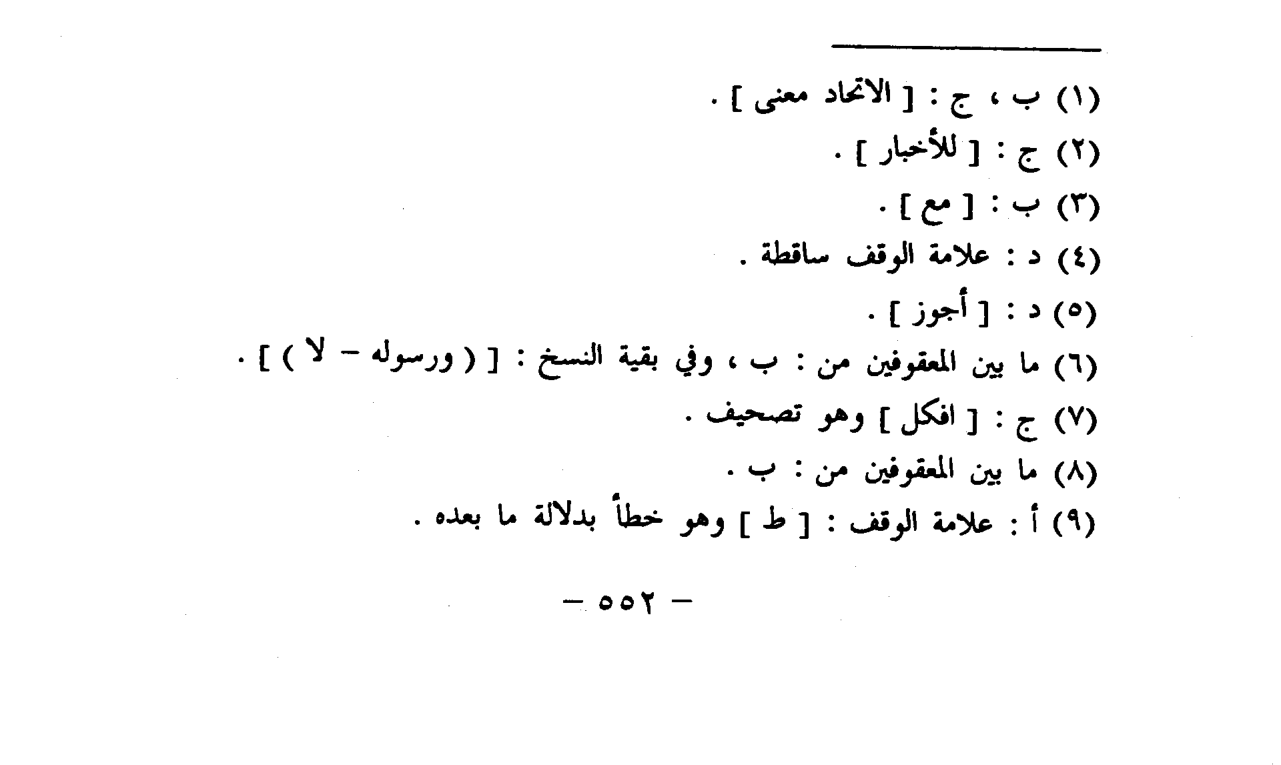 (١) ب ، ج : [ الاتحاد معنى ] .
(٢) ج : [ للأخبار ] .
(٣) ب : [ مع ] .
(٤) د : علامة الوقف ساقطة .
(٥) د : [ أجوز ] .
(٦) ما بين المعقوفين من : ب ، وفي بقية النسخ : [ ( ورسوله – لا ) ] .
(٧) ج : [ افكل ] وهو تصحيف .
(٨) ما بين المعقوفين من : ب .
(٩) أ : علامة الوقف : [ ط ] وهو خطأ بدلالة ما بعده .
– ٥٥٢ –